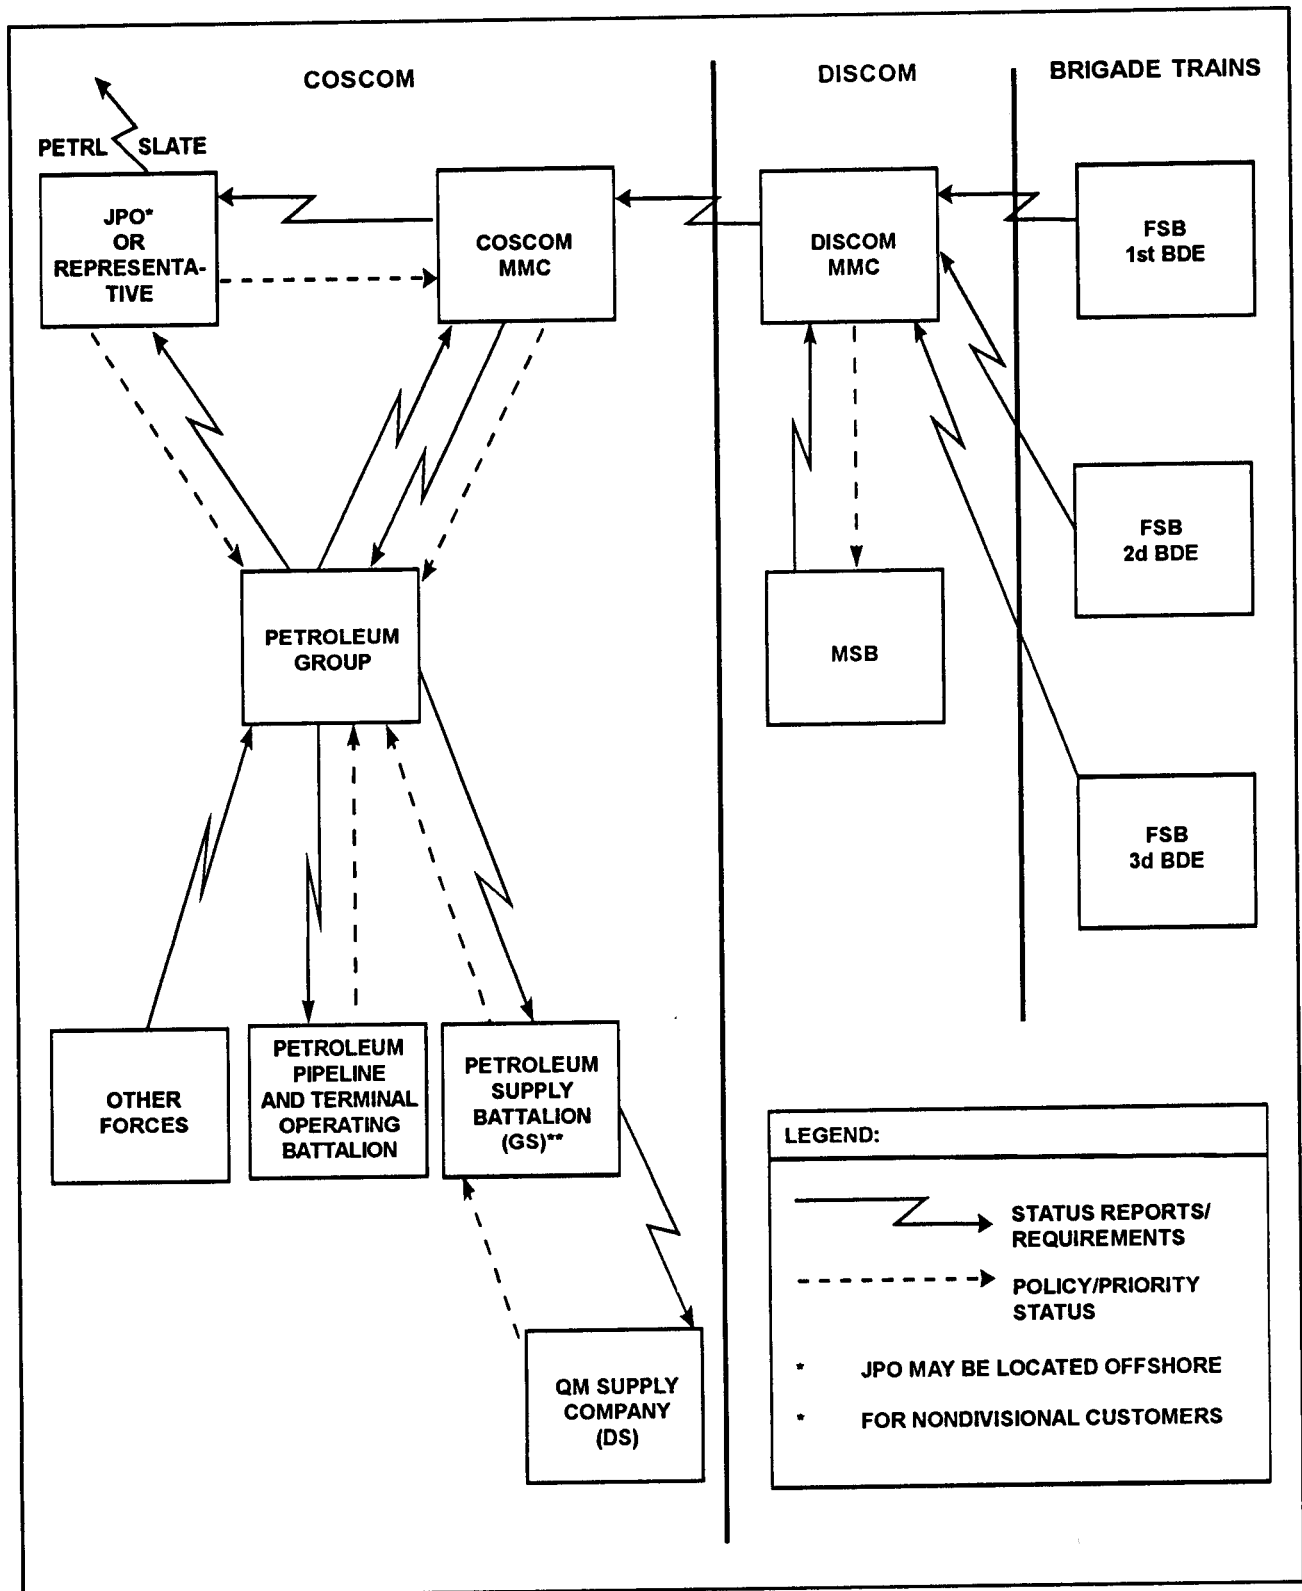 COSCOM
DISCOM
BRIGADE TRAINS
PETRL SLATE
JPO*
OR
REPRESENTA-
TIVE
COSCOM
MMC
DISCOM
MMC
FSB
1st BDE
FSB
2d BDE
PETROLEUM
GROUP
MSB
FSB
3d BDE
OTHER
FORCES
PETROLEUM
PIPELINE
AND TERMINAL
OPERATING
BATTALION
PETROLEUM
SUPPLY
BATTALION
(GS)**
QM SUPPLY
COMPANY
(DS)
LEGEND:
STATUS REPORTS/
REQUIREMENTS
POLICY/PRIORITY
STATUS
* JPO MAY BE LOCATED OFFSHORE
* FOR NONDIVISIONAL CUSTOMERS